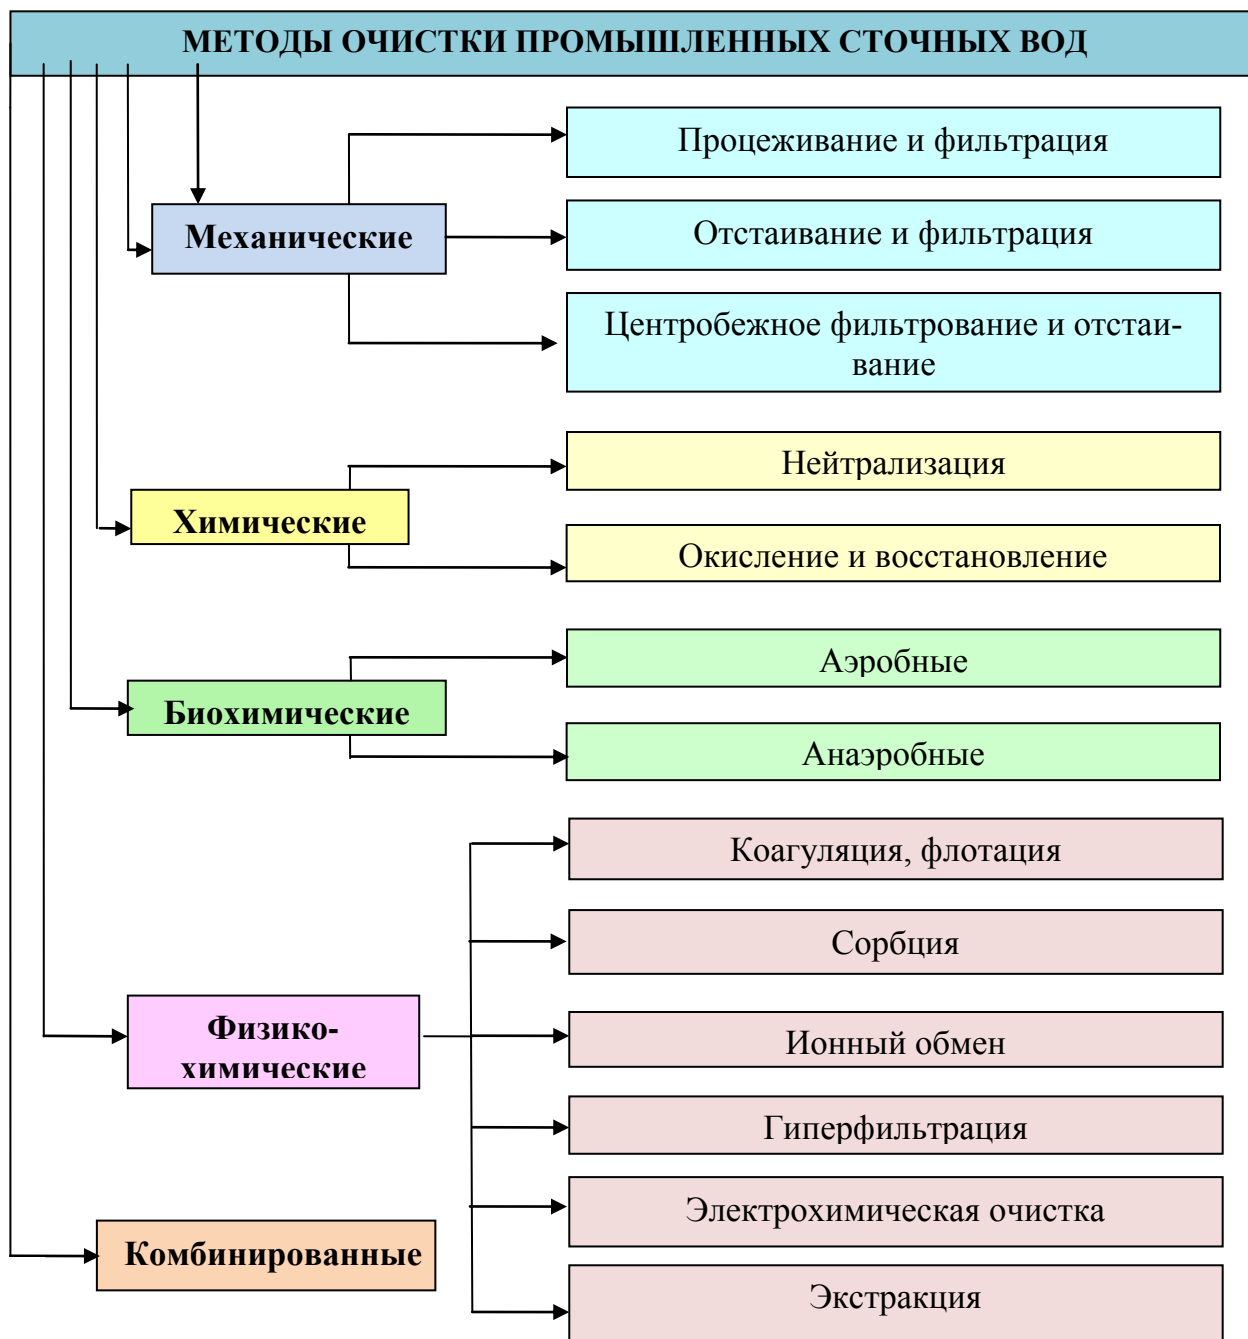 МЕТОДЫ ОЧИСТКИ ПРОМЫШЛЕННЫХ СТОЧНЫХ ВОД
Механические
Процеживание и фильтрация
Отстаивание и фильтрация
Центробежное фильтрование и отстаи-
вание
Химические
Нейтрализация
Окисление и восстановление
Биохимические
Аэробные
Анаэробные
Физико-
химические
Коагуляция, флотация
Сорбция
Ионный обмен
Гиперфильтрация
Электрохимическая очистка
Экстракция
Комбинированные